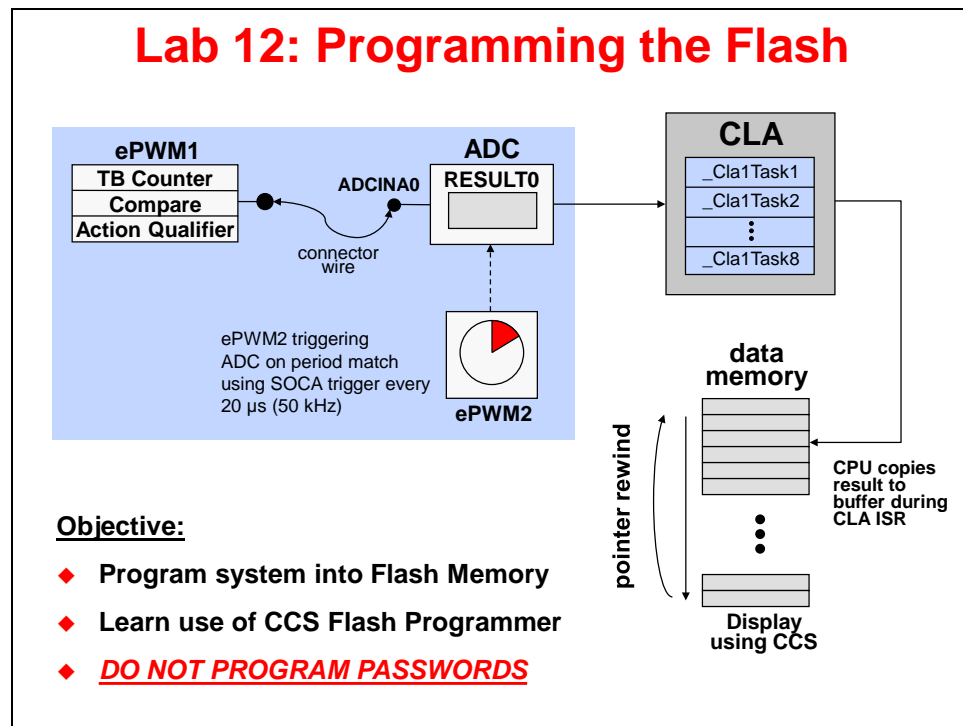 Lab 12: Programming the Flash
ePWM1
TB Counter
Compare
Action Qualifier
connector
wire
ADCINA0
ADC
RESULT0
ePWM2 triggering
ADC on period match
using SOCA trigger every
20 µs (50 kHz)
ePWM2
CLA
_Cla1Task1
_Cla1Task2
_Cla1Task8
data
memory
pointer rewind
CPU copies
result to
buffer during
CLA ISR
Display
using CCS
Objective:
Program system into Flash Memory
Learn use of CCS Flash Programmer
DO NOT PROGRAM PASSWORDS